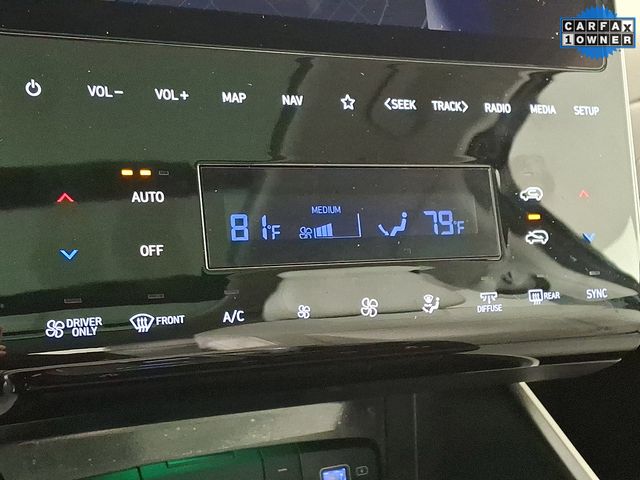 CARFAX
1 OWNER
VOL− VOL+ MAP NAV ☆ <SEEK TRACK> RADIO MEDIA SETUP
AUTO
MEDIUM
81°F 79°F
OFF
DRIVER ONLY FRONT A/C DIFFUSE REAR SYNC